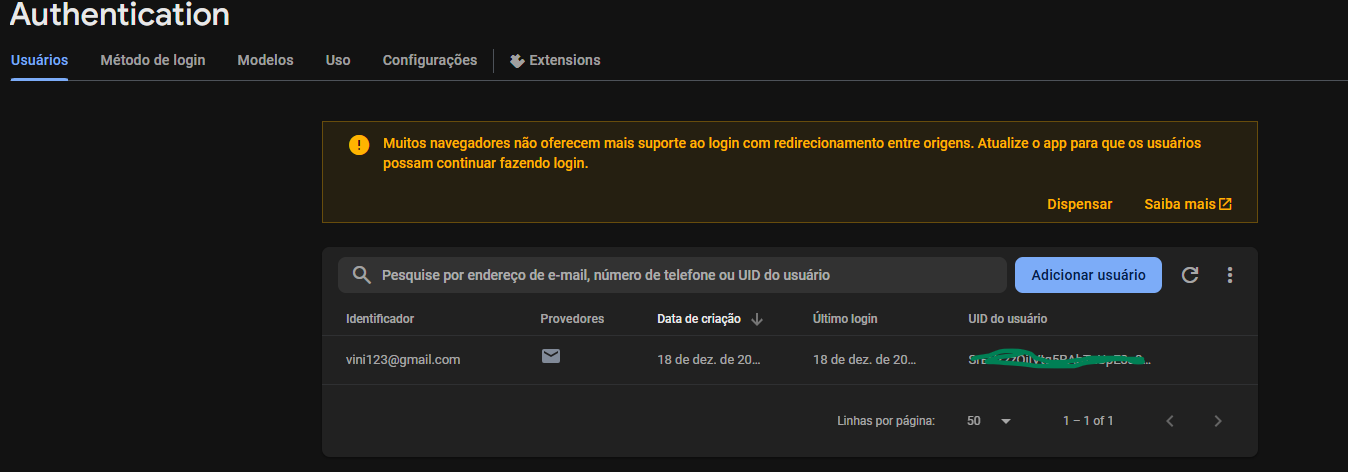 Authentication
Usuários Método de login Modelos Uso Configurações Extensions
Muitos navegadores não oferecem mais suporte ao login com redirecionamento entre origens. Atualize o app para que os usuários
possam continuar fazendo login.
Dispensar Saiba mais
Pesquise por endereço de e-mail, número de telefone ou UID do usuário Adicionar usuário
Identificador Provedores Data de criação Último login UID do usuário
vini123@gmail.com 18 de dez. de 20... 18 de dez. de 20...
Linhas por página: 50 1 – 1 of 1